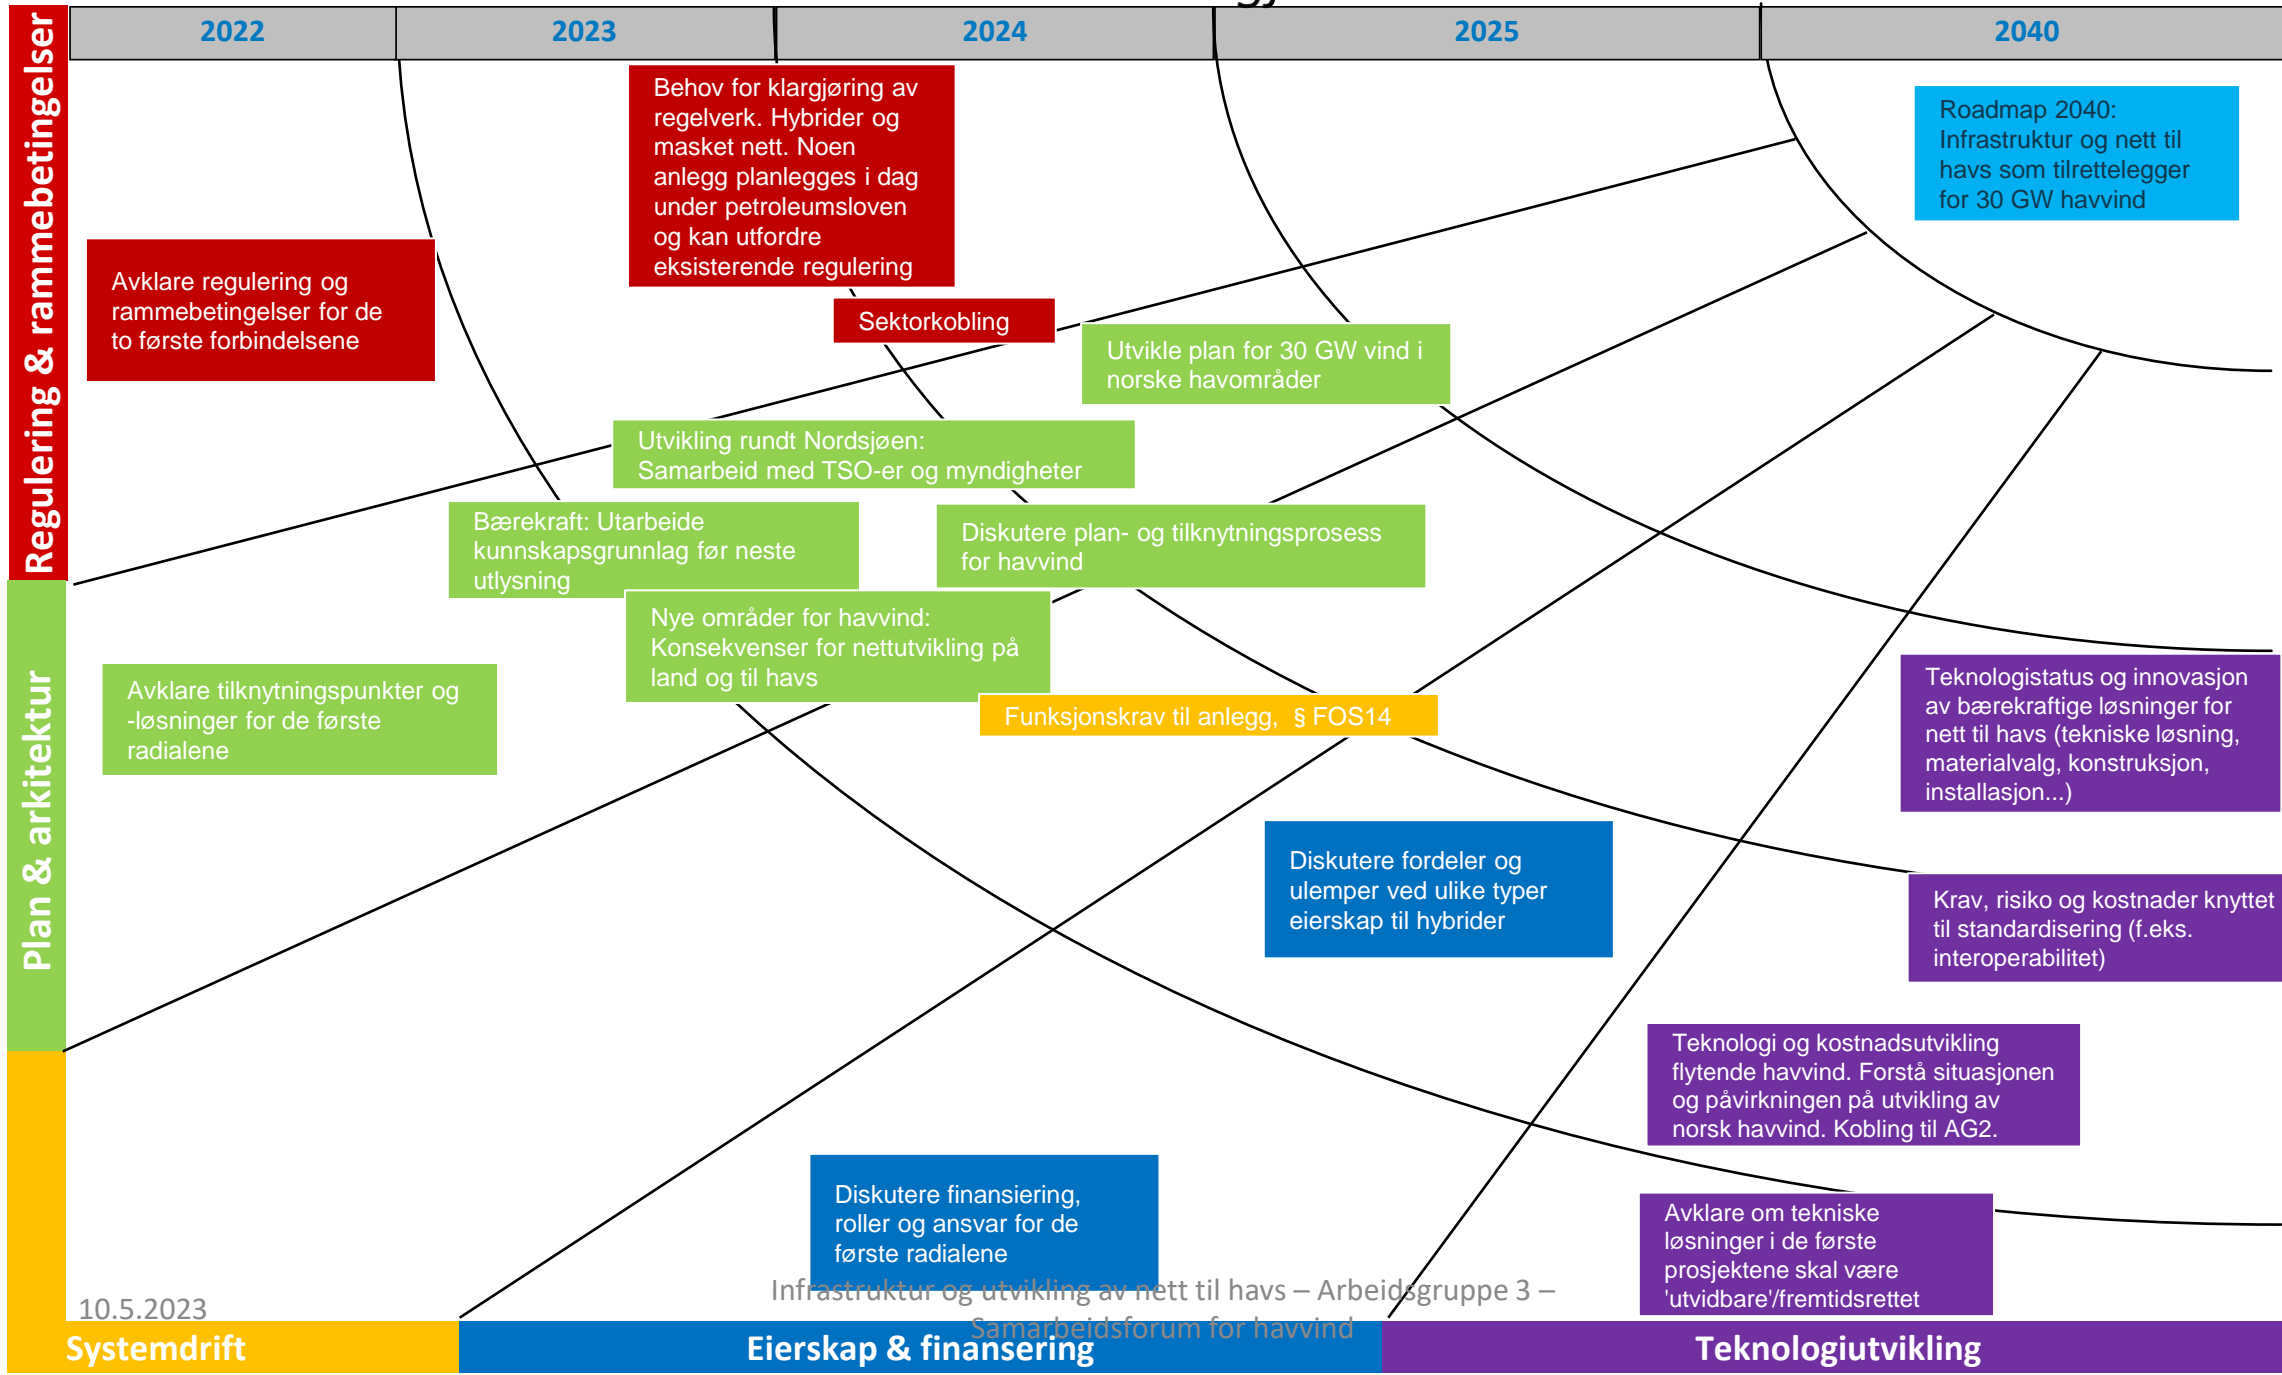 2022
2023
2024
2025
2040
Regulering & rammebetingelser
Behov for klargjøring av
regelverk. Hybrider og
masket nett. Noen
anlegg planlegges i dag
under petroleumsloven
og kan utfordre
eksisterende regulering
Roadmap 2040:
Infrastruktur og nett til
havs som tilrettelegger
for 30 GW havvind
Avklare regulering og
rammebetingelser for de
to første forbindelsene
Sektorkobling
Utvikle plan for 30 GW vind i
norske havområder
Utvikling rundt Nordsjøen:
Samarbeid med TSO-er og myndigheter
Bærekraft: Utarbeide
kunnskapsgrunnlag før neste
utlysning
Diskutere plan- og tilknytningsprosess
for havvind
Plan & arkitektur
Nye områder for havvind:
Konsekvenser for nettutvikling på
land og til havs
Avklare tilknytningspunkter og
-løsninger for de første
radialene
Funksjonskrav til anlegg, § FOS14
Teknologistatus og innovasjon
av bærekraftige løsninger for
nett til havs (tekniske løsning,
materialvalg, konstruksjon,
installasjon...)
Diskutere fordeler og
ulemper ved ulike typer
eierskap til hybrider
Krav, risiko og kostnader knyttet
til standardisering (f.eks.
interoperabilitet)
Teknologi og kostnadsutvikling
flytende havvind. Forstå situasjonen
og påvirkningen på utvikling av
norsk havvind. Kobling til AG2.
Diskutere finansiering,
roller og ansvar for de
første radialene
Avklare om tekniske
løsninger i de første
prosjektene skal være
'utvidbare'/fremtidsrettet
10.5.2023
Infrastruktur og utvikling av nett til havs – Arbeidsgruppe 3 –
Samarbeidsforum for havvind
Systemdrift
Eierskap & finansering
Teknologiutvikling